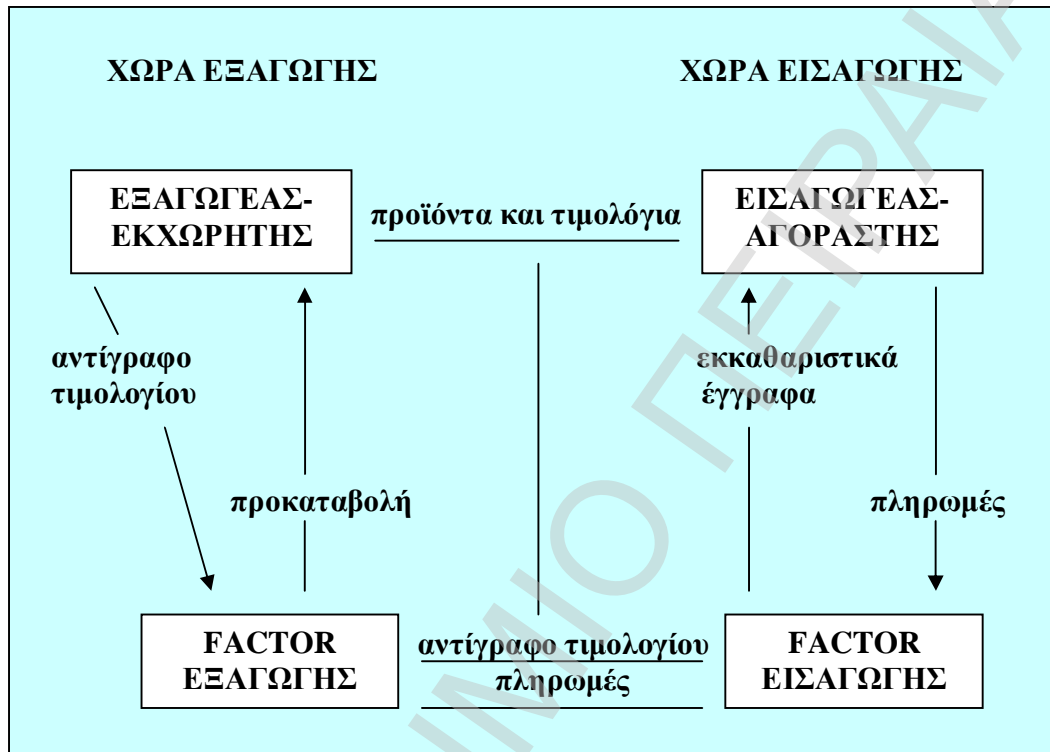 ΧΩΡΑ ΕΞΑΓΩΓΗΣ
ΧΩΡΑ ΕΙΣΑΓΩΓΗΣ
ΕΞΑΓΩΓΕΑΣ-
ΕΚΧΩΡΗΤΗΣ
προϊόντα και τιμολόγια
ΕΙΣΑΓΩΓΕΑΣ-
ΑΓΟΡΑΣΤΗΣ
αντίγραφο
τιμολογίου
εκκαθαριστικά
έγγραφα
προκαταβολή
πληρωμές
FACTOR
ΕΞΑΓΩΓΗΣ
αντίγραφο τιμολογίου
πληρωμές
FACTOR
ΕΙΣΑΓΩΓΗΣ